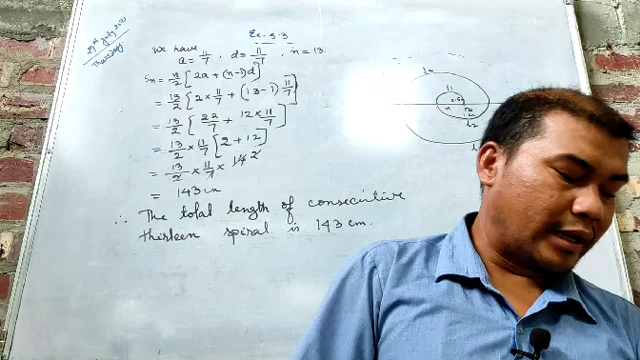 29th July 2021
Thursday
Ex-5.3
We have
a = 11/7, d = 11/7, n = 13.
Sn = n/2 [2a + (n-1)d]
= 13/2 [2 × 11/7 + (13-1) 11/7]
= 13/2 [22/7 + 12 × 11/7]
= 13/2 × 11/7 [2 + 12]
= 13/2 × 11/7 × 14 2
= 143 cm
∴ The total length of consecutive
thirteen spiral is 143 cm.
l1
l2